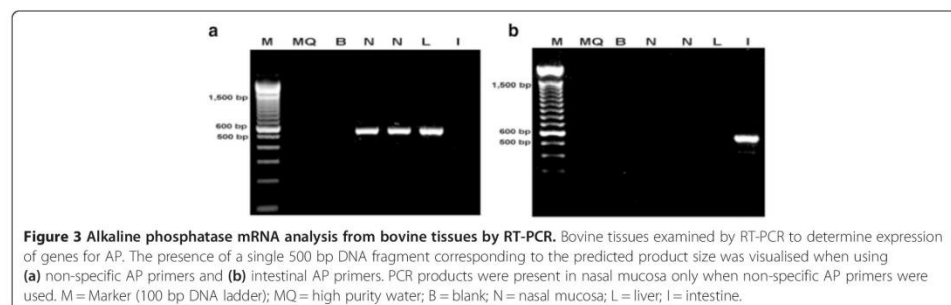 a b
M MQ B N N L I M MQ B N N L I
1,500 bp 1,500 bp
600 bp 600 bp
500 bp 500 bp
Figure 3 Alkaline phosphatase mRNA analysis from bovine tissues by RT-PCR. Bovine tissues examined by RT-PCR to determine expression
of genes for AP. The presence of a single 500 bp DNA fragment corresponding to the predicted product size was visualised when using
(a) non-specific AP primers and (b) intestinal AP primers. PCR products were present in nasal mucosa only when non-specific AP primers were
used. M = Marker (100 bp DNA ladder); MQ = high purity water; B = blank; N = nasal mucosa; L = liver; I = intestine.